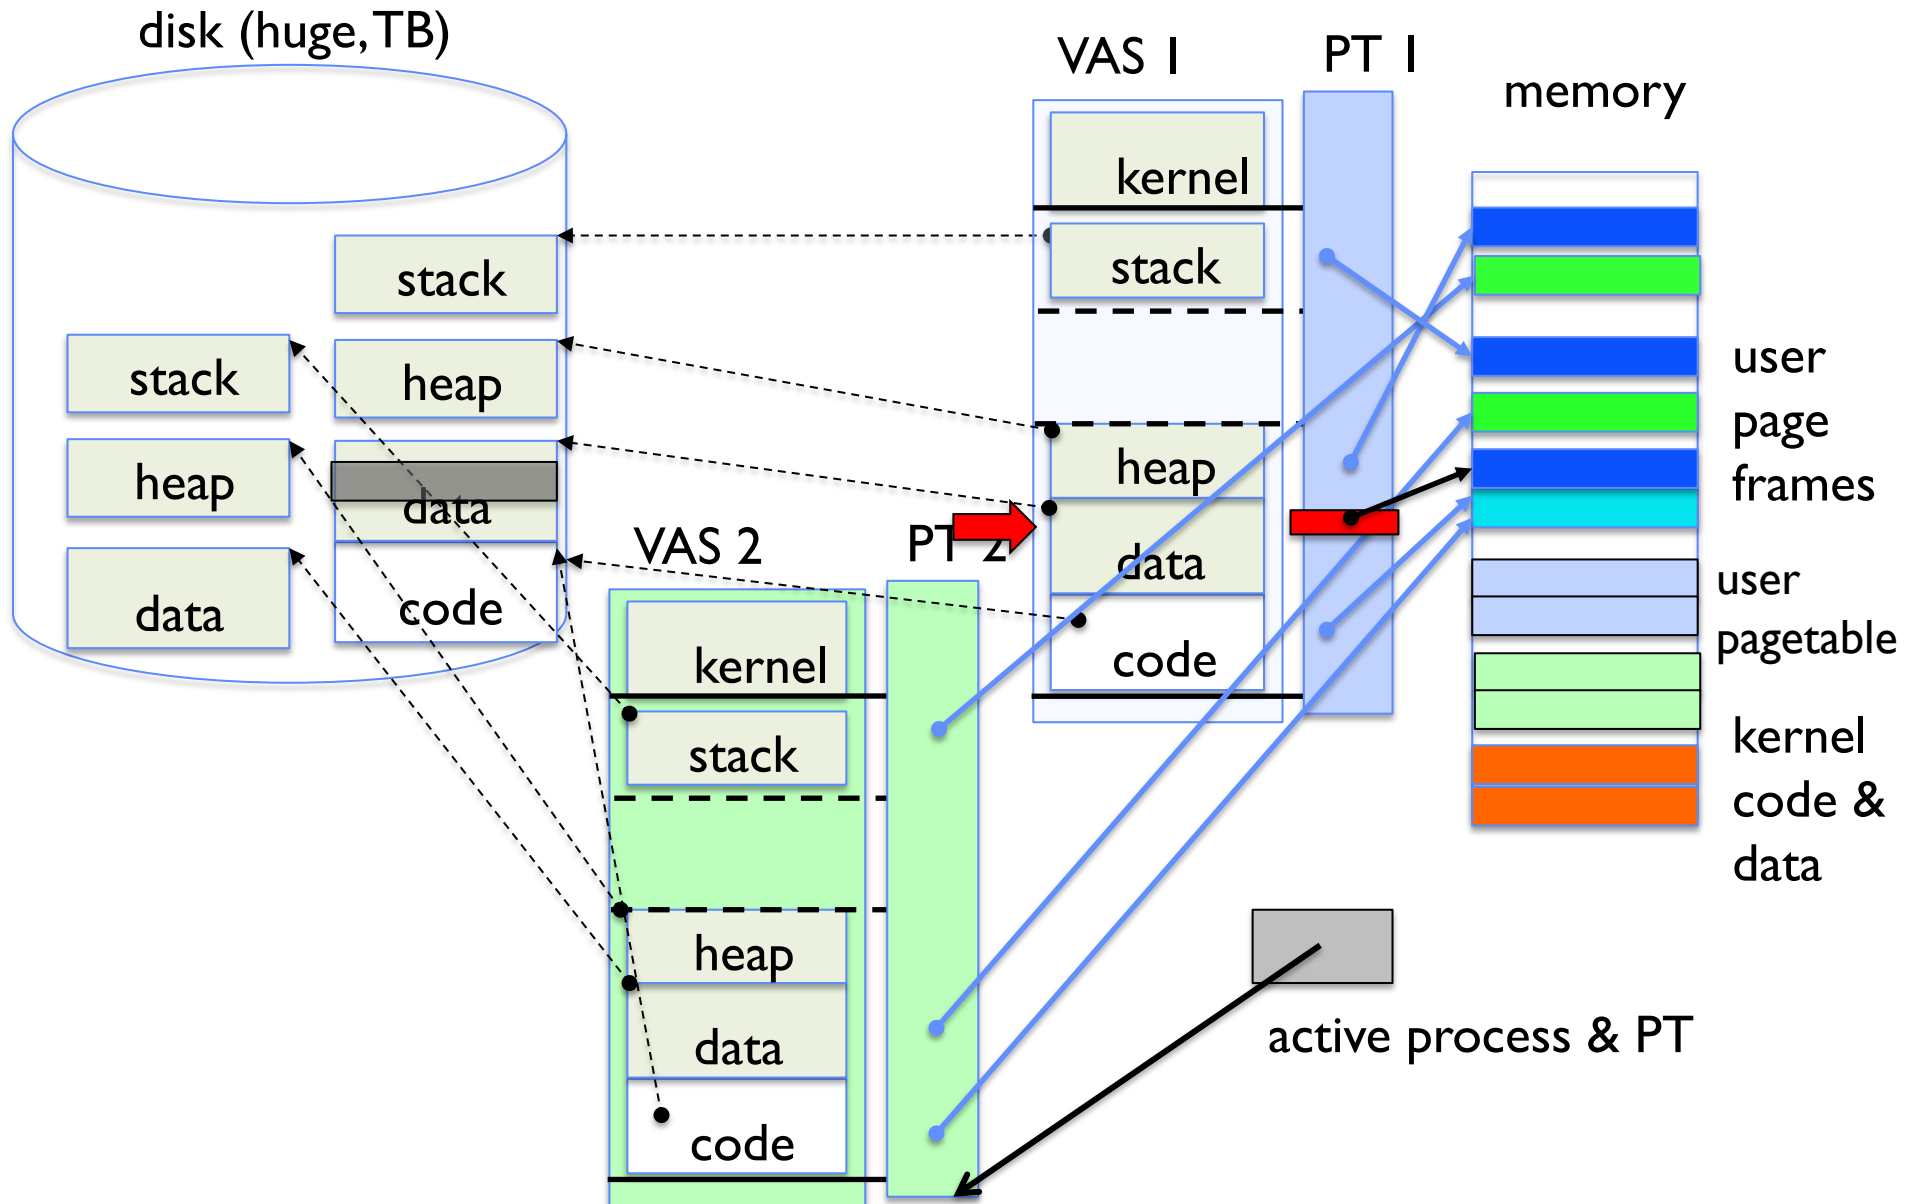 disk (huge, TB)
stack
heap
data
code
stack
heap
data
VAS 2
PT 2
kernel
stack
heap
data
code
VAS 1
PT 1
kernel
stack
heap
data
code
memory
user
page
frames
user
pagetable
kernel
code &
data
active process & PT